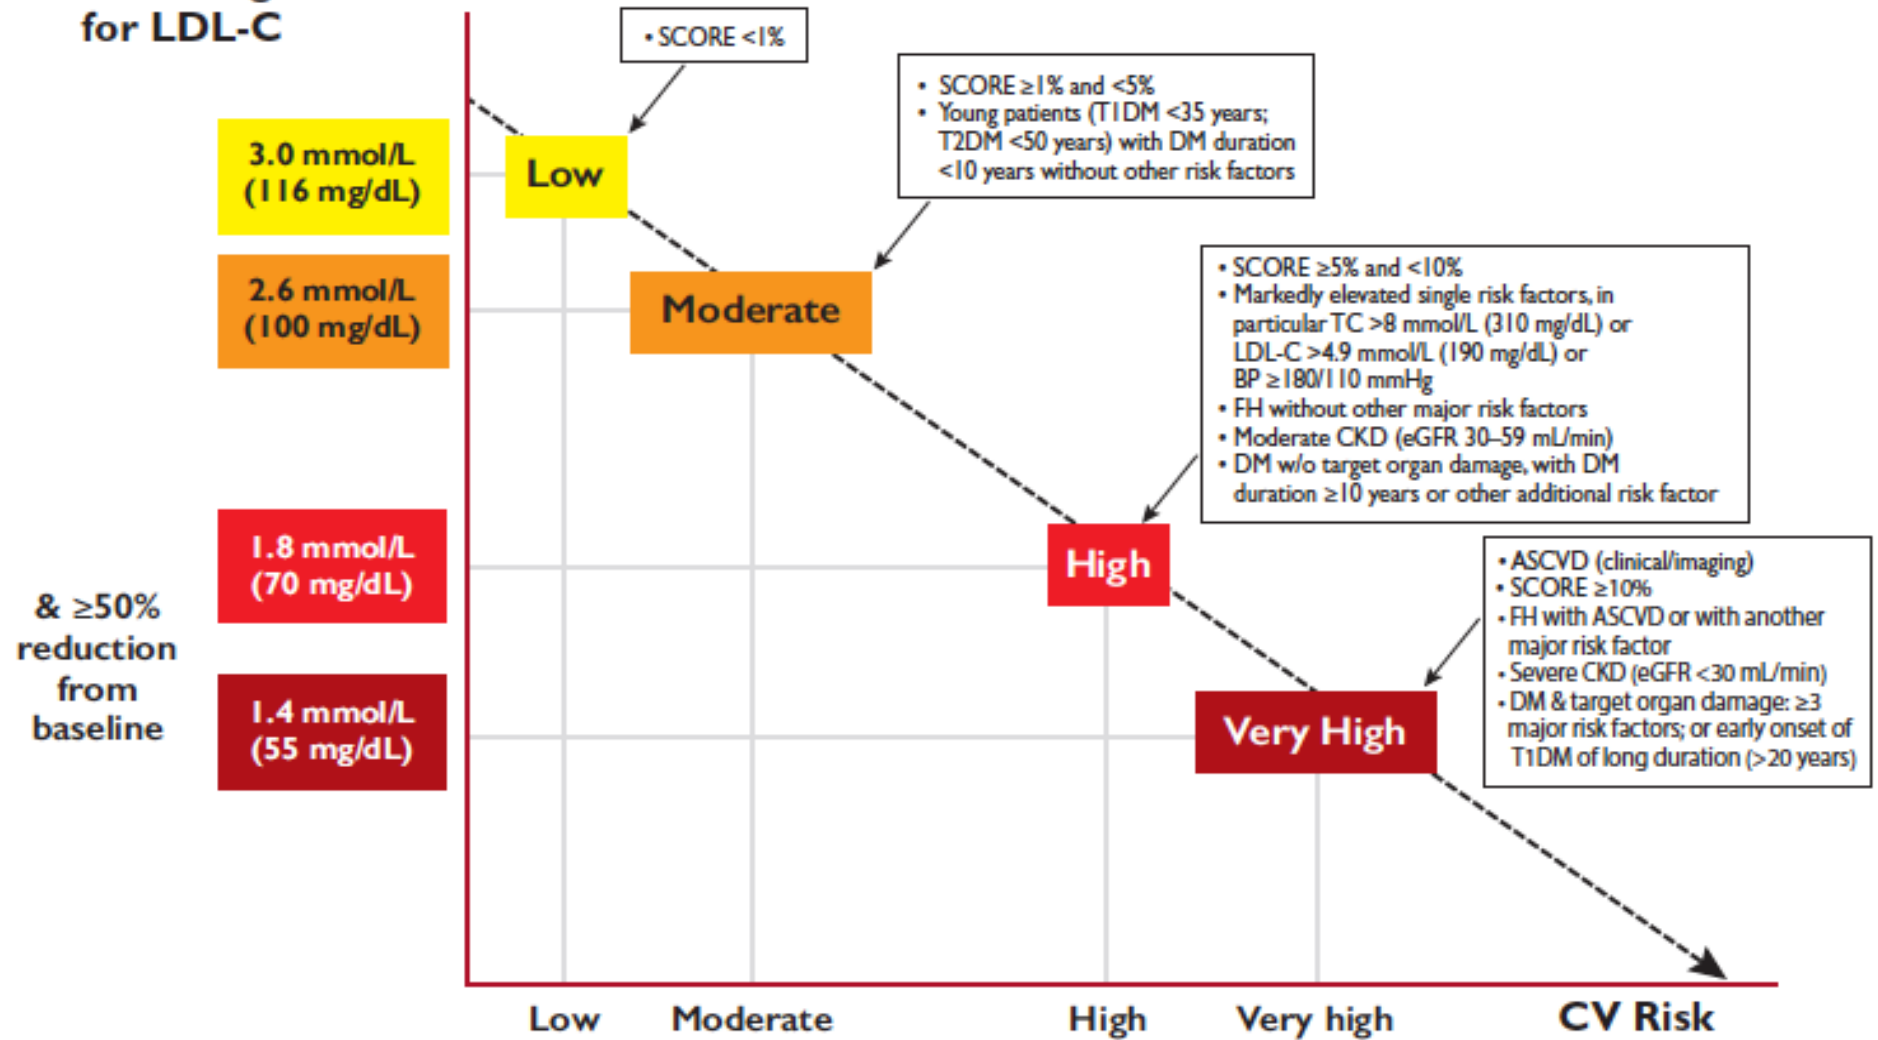 for LDL-C
• SCORE <1%
• SCORE ≥1% and <5%
• Young patients (T1DM <35 years;
T2DM <50 years) with DM duration
<10 years without other risk factors
3.0 mmol/L
(116 mg/dL)
Low
2.6 mmol/L
(100 mg/dL)
Moderate
• SCORE ≥5% and <10%
• Markedly elevated single risk factors, in
particular TC >8 mmol/L (310 mg/dL) or
LDL-C >4.9 mmol/L (190 mg/dL) or
BP ≥180/110 mmHg
• FH without other major risk factors
• Moderate CKD (eGFR 30–59 mL/min)
• DM w/o target organ damage, with DM
duration ≥10 years or other additional risk factor
1.8 mmol/L
(70 mg/dL)
High
• ASCVD (clinical/imaging)
• SCORE ≥10%
• FH with ASCVD or with another
major risk factor
• Severe CKD (eGFR <30 mL/min)
• DM & target organ damage: ≥3
major risk factors; or early onset of
T1DM of long duration (>20 years)
& ≥50%
reduction
from
baseline
1.4 mmol/L
(55 mg/dL)
Very High
Low
Moderate
High
Very high
CV Risk